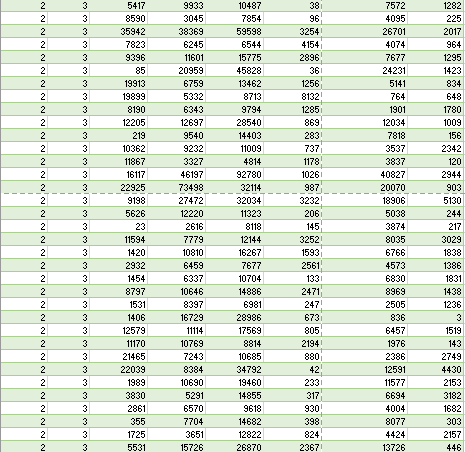 2 3 5417 9933 10487 38 7572 1282
2 3 8590 3045 7854 96 4095 225
2 3 35942 38369 59598 3254 26701 2017
2 3 7823 6245 6544 4154 4074 964
2 3 9396 11601 15775 2896 7677 1295
2 3 85 20959 45828 36 24231 1423
2 3 19913 6759 13462 1256 5141 834
2 3 19899 5332 8713 8132 764 648
2 3 8190 6343 9794 1285 1901 1780
2 3 12205 12697 28540 869 12034 1009
2 3 219 9540 14403 283 7818 156
2 3 10362 9232 11009 737 3537 2342
2 3 11867 3327 4814 1178 3837 120
2 3 16117 46197 92780 1026 40827 2944
2 3 22925 73498 32114 987 20070 903
2 3 9198 27472 32034 3232 18906 5130
2 3 5626 12220 11323 206 5038 244
2 3 23 2616 8118 145 3874 217
2 3 11594 7779 12144 3252 8035 3029
2 3 1420 10810 16267 1593 6766 1838
2 3 2932 6459 7677 2561 4573 1386
2 3 1454 6337 10704 133 6830 1831
2 3 8797 10646 14886 2471 8969 1438
2 3 1531 8397 6981 247 2505 1236
2 3 1406 16729 28986 673 836 3
2 3 12579 11114 17569 805 6457 1519
2 3 11170 10769 8814 2194 1976 143
2 3 21465 7243 10685 880 2386 2749
2 3 22039 8384 34792 42 12591 4430
2 3 1989 10690 19460 233 11577 2153
2 3 3830 5291 14855 317 6694 3182
2 3 2861 6570 9618 930 4004 1682
2 3 355 7704 14682 398 8077 303
2 3 1725 3651 12822 824 4424 2157
2 3 5531 15726 26870 2367 13726 446